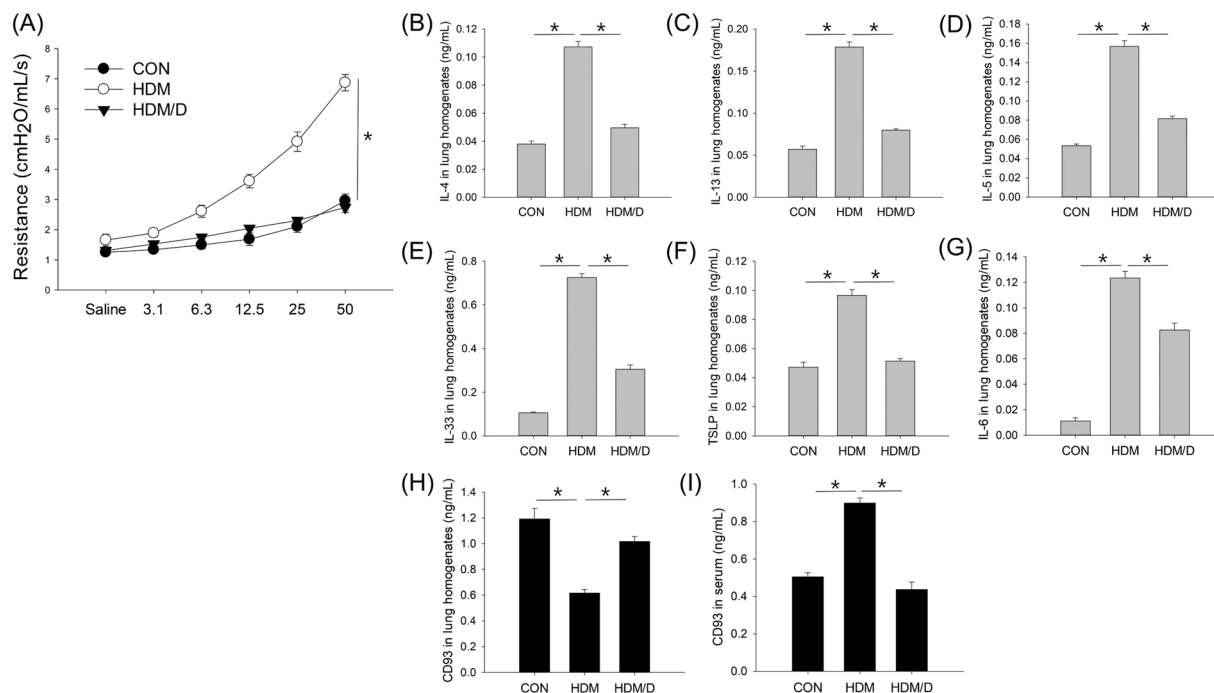 (A)
Resistance (cmH2O/mL/s)
8
7
6
5
4
3
2
1
0
CON
HDM
HDM/D
*
Saline 3.1 6.3 12.5 25 50
(B)
IL-4 in lung homogenates (ng/mL)
0.12
0.10
0.08
0.06
0.04
0.02
0.00
* *
CON HDM HDM/D
(C)
IL-13 in lung homogenates (ng/mL)
0.20
0.15
0.10
0.05
0.00
* *
CON HDM HDM/D
(D)
IL-5 in lung homogenates (ng/mL)
0.18
0.16
0.14
0.12
0.10
0.08
0.06
0.04
0.02
0.00
* *
CON HDM HDM/D
(E)
IL-33 in lung homogenates (ng/mL)
0.8
0.6
0.4
0.2
0.0
* *
CON HDM HDM/D
(F)
TSLP in lung homogenates (ng/mL)
0.12
0.10
0.08
0.06
0.04
0.02
0.00
* *
CON HDM HDM/D
(G)
IL-6 in lung homogenates (ng/mL)
0.14
0.12
0.10
0.08
0.06
0.04
0.02
0.00
* *
CON HDM HDM/D
(H)
CD93 in lung homogenates (ng/mL)
1.4
1.2
1.0
0.8
0.6
0.4
0.2
0.0
* *
CON HDM HDM/D
(I)
CD93 in serum (ng/mL)
1.0
0.8
0.6
0.4
0.2
0.0
* *
CON HDM HDM/D